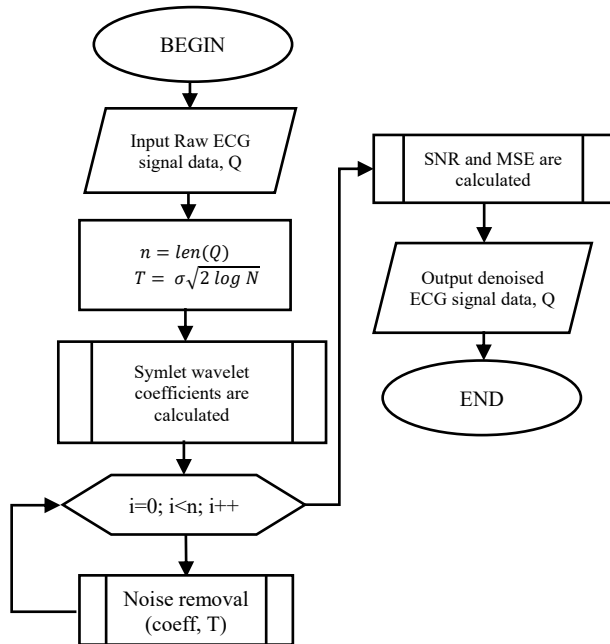 BEGIN
Input Raw ECG
signal data, Q
n = len(Q)
T = σ√2 log N
Symlet wavelet
coefficients are
calculated
i=0; i<n; i++
Noise removal
(coeff, T)
SNR and MSE are
calculated
Output denoised
ECG signal data, Q
END